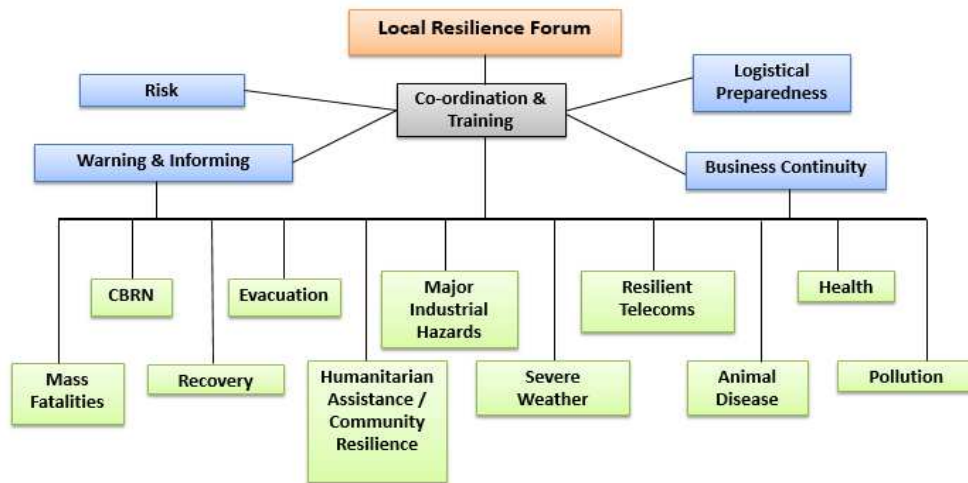 Local Resilience Forum
Risk
Co-ordination &
Training
Logistical
Preparedness
Warning & Informing
Business Continuity
CBRN
Evacuation
Major
Industrial
Hazards
Resilient
Telecoms
Health
Mass
Fatalities
Recovery
Humanitarian
Assistance /
Community
Resilience
Severe
Weather
Animal
Disease
Pollution